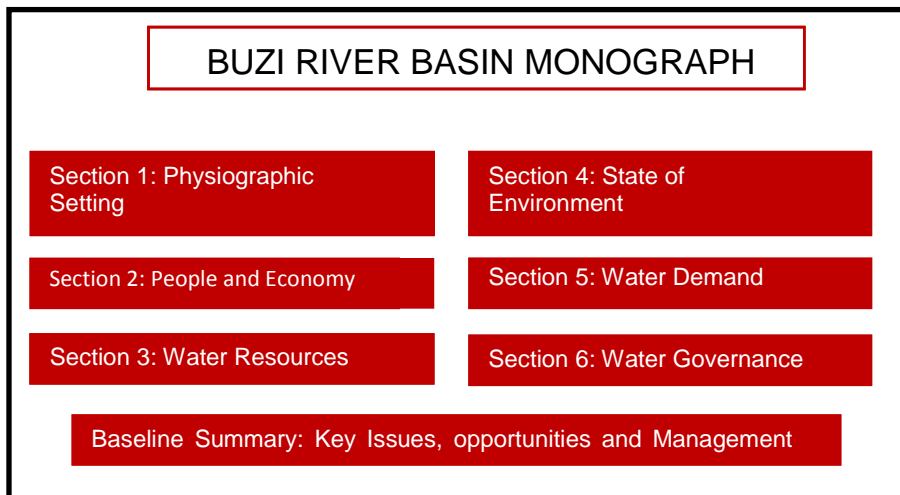 BUZI RIVER BASIN MONOGRAPH
Section 1: Physiographic
Setting
Section 2: People and Economy
Section 3: Water Resources
Section 4: State of
Environment
Section 5: Water Demand
Section 6: Water Governance
Baseline Summary: Key Issues, opportunities and Management